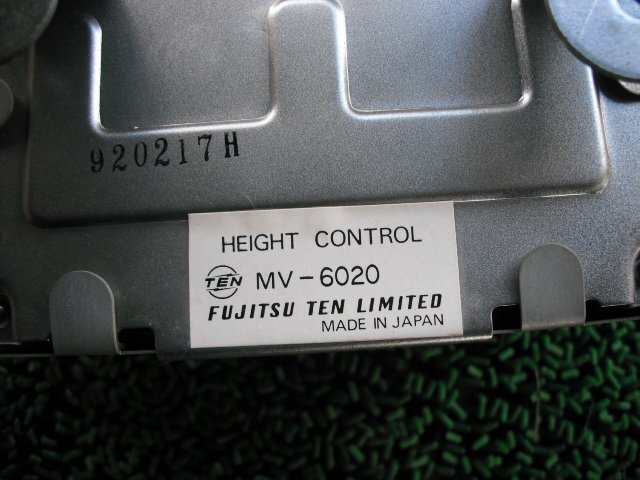 920217H
HEIGHT CONTROL
TEN MV-6020
FUJITSU TEN LIMITED
MADE IN JAPAN